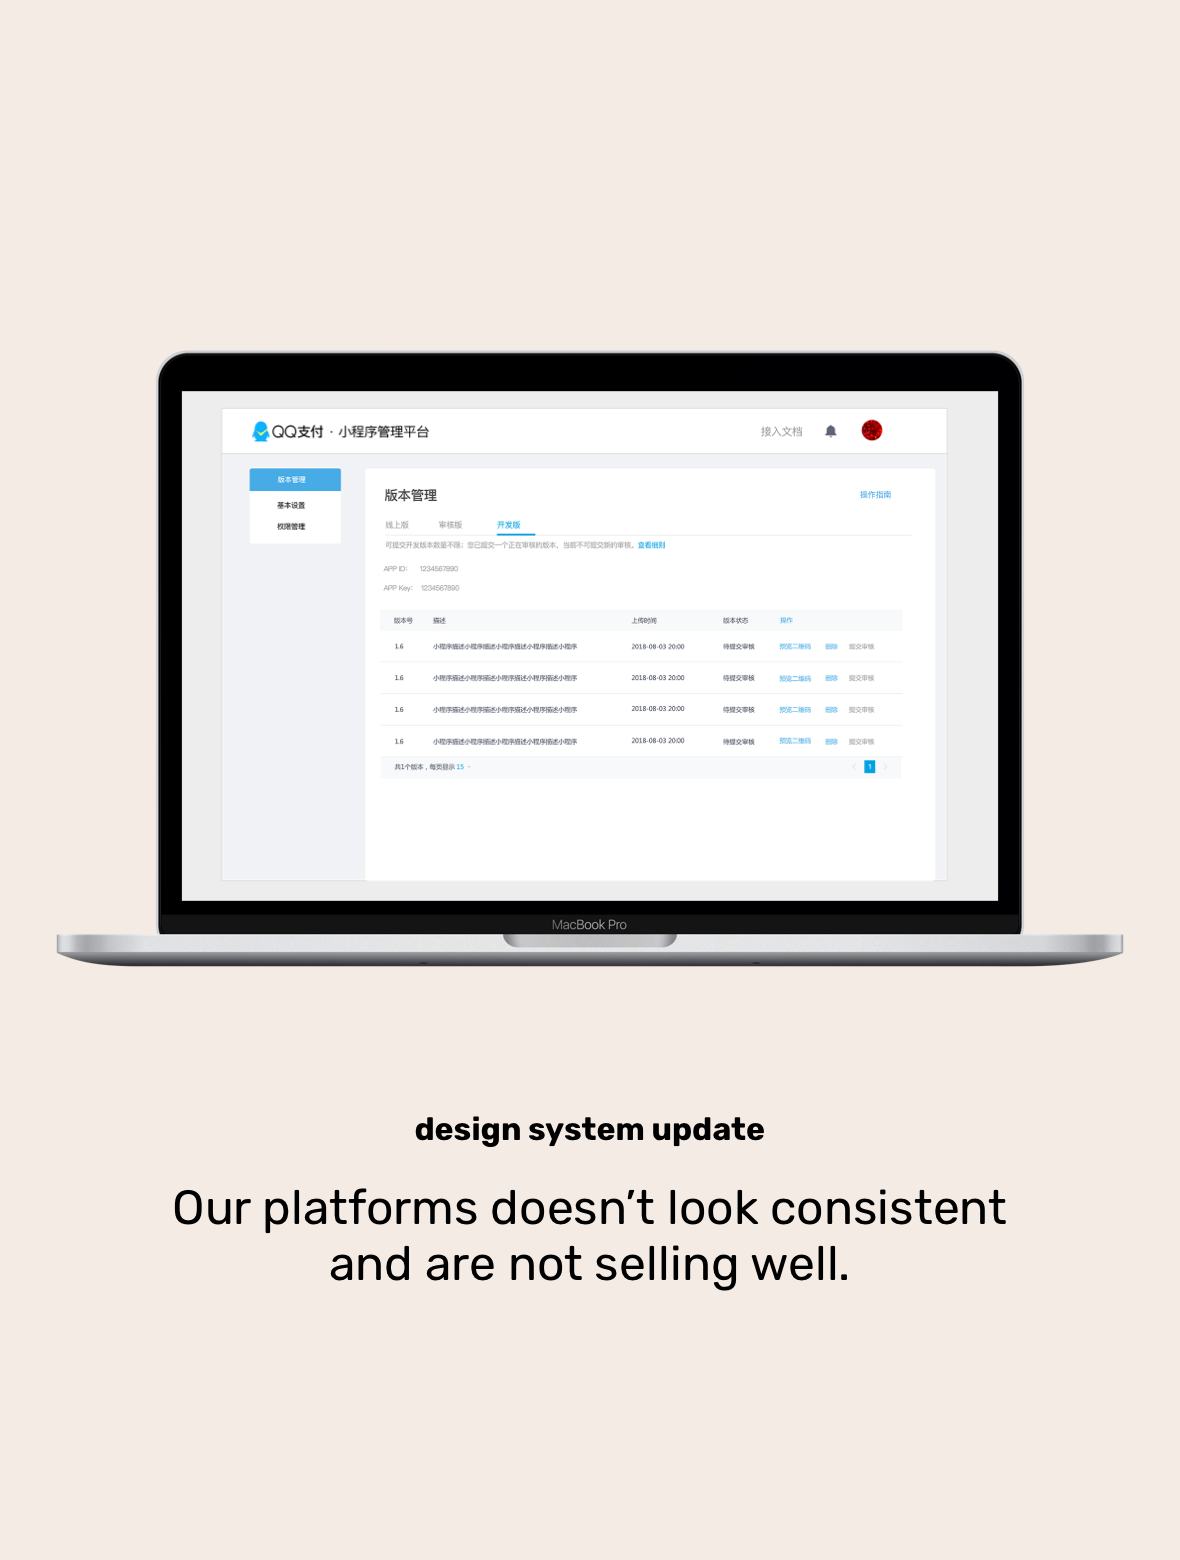 QQ支付 · 小程序管理平台
接入文档
版本管理
基本设置
权限管理
版本管理
操作指南
线上版 审核版 开发版
可提交开发版本数量不限；您已提交一个正在审核的版本，当前不可提交新的审核。查看细则
APP ID： 1234567890
APP Key： 1234567890
版本号 描述 上传时间 版本状态 操作
1.6 小程序描述小程序描述小程序描述小程序描述小程序 2018-08-03 20:00 待提交审核 预览二维码 删除 提交审核
1.6 小程序描述小程序描述小程序描述小程序描述小程序 2018-08-03 20:00 待提交审核 预览二维码 删除 提交审核
1.6 小程序描述小程序描述小程序描述小程序描述小程序 2018-08-03 20:00 待提交审核 预览二维码 删除 提交审核
1.6 小程序描述小程序描述小程序描述小程序描述小程序 2018-08-03 20:00 待提交审核 预览二维码 删除 提交审核
共1个版本，每页显示 15
1
MacBook Pro
design system update
Our platforms doesn’t look consistent
and are not selling well.